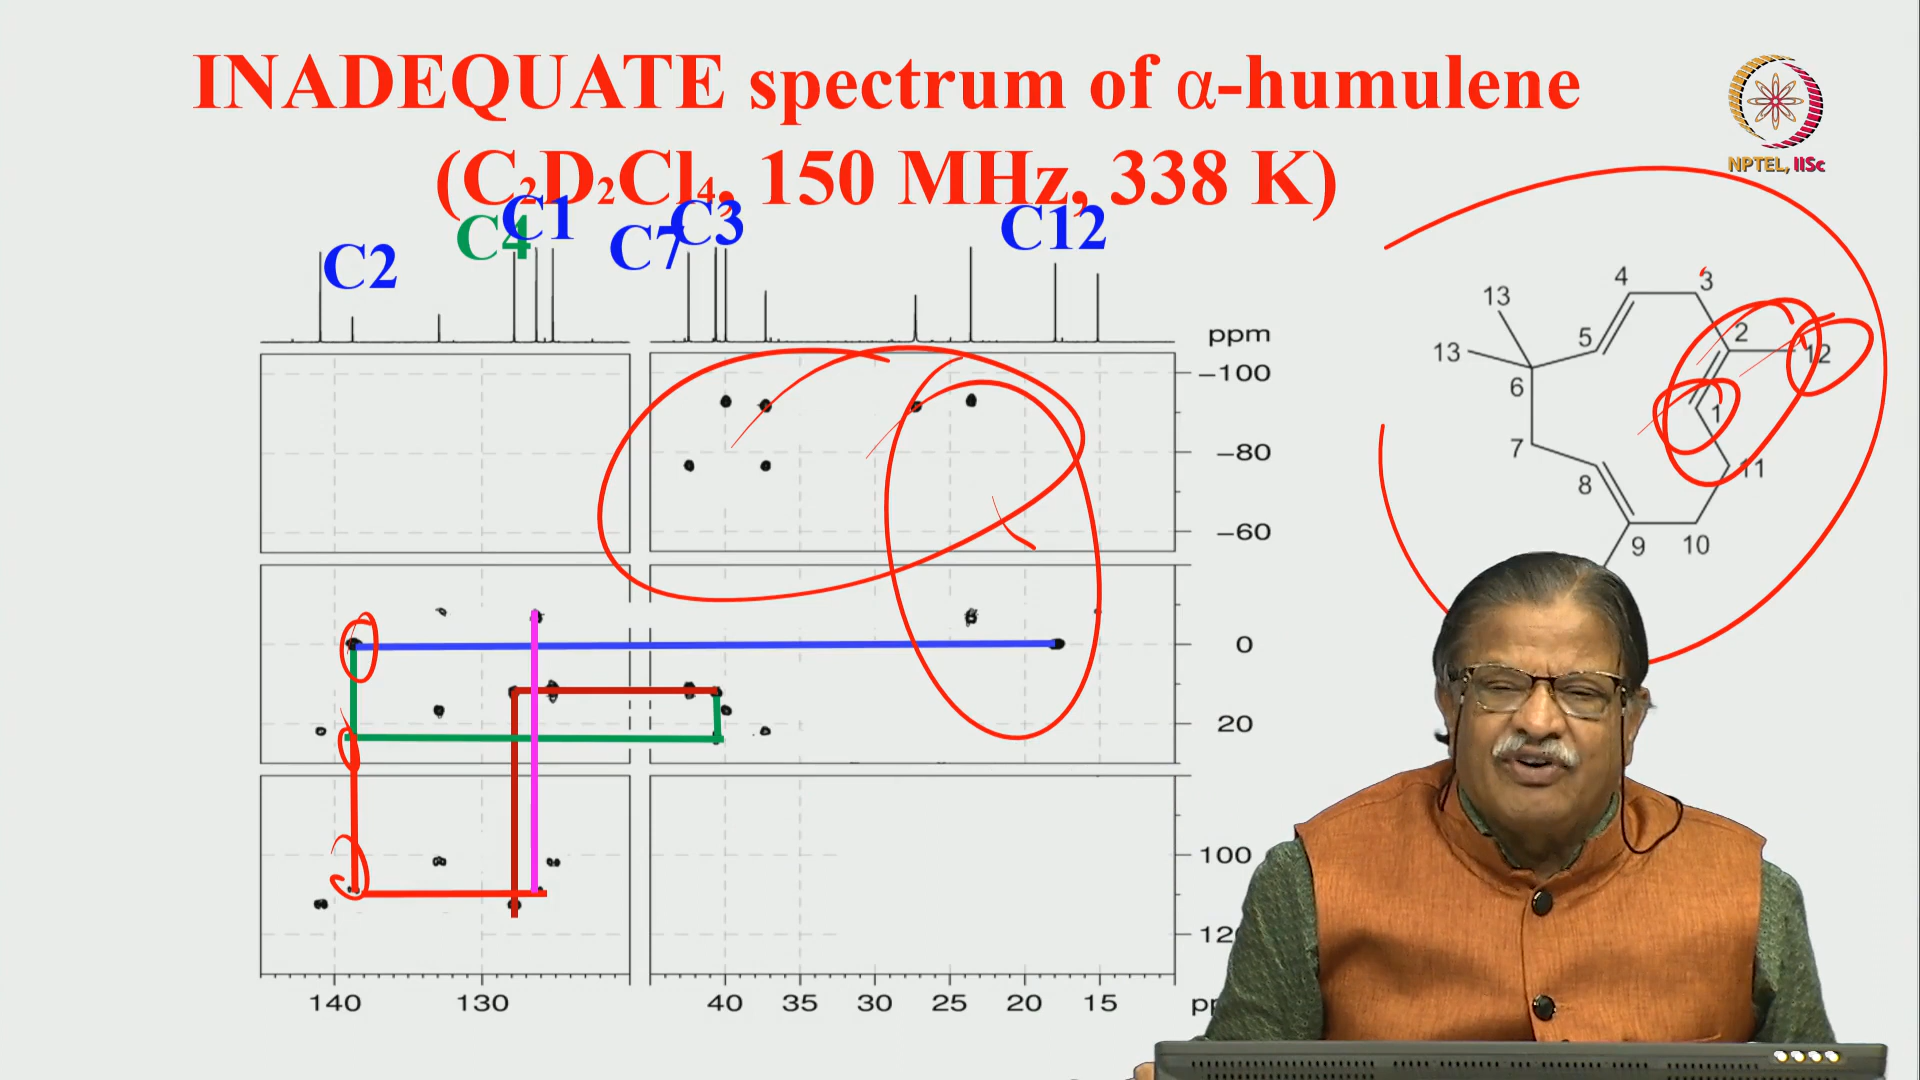 INADEQUATE spectrum of α-humulene
(C₂D₂Cl₄, 150 MHz, 338 K)
NPTEL, IISc
C2
C4
C1
C7
C3
C12
ppm
−100
−80
−60
0
20
100
140
130
40
35
30
25
20
15
13
13
4
3
5
2
12
6
1
7
11
8
9
10